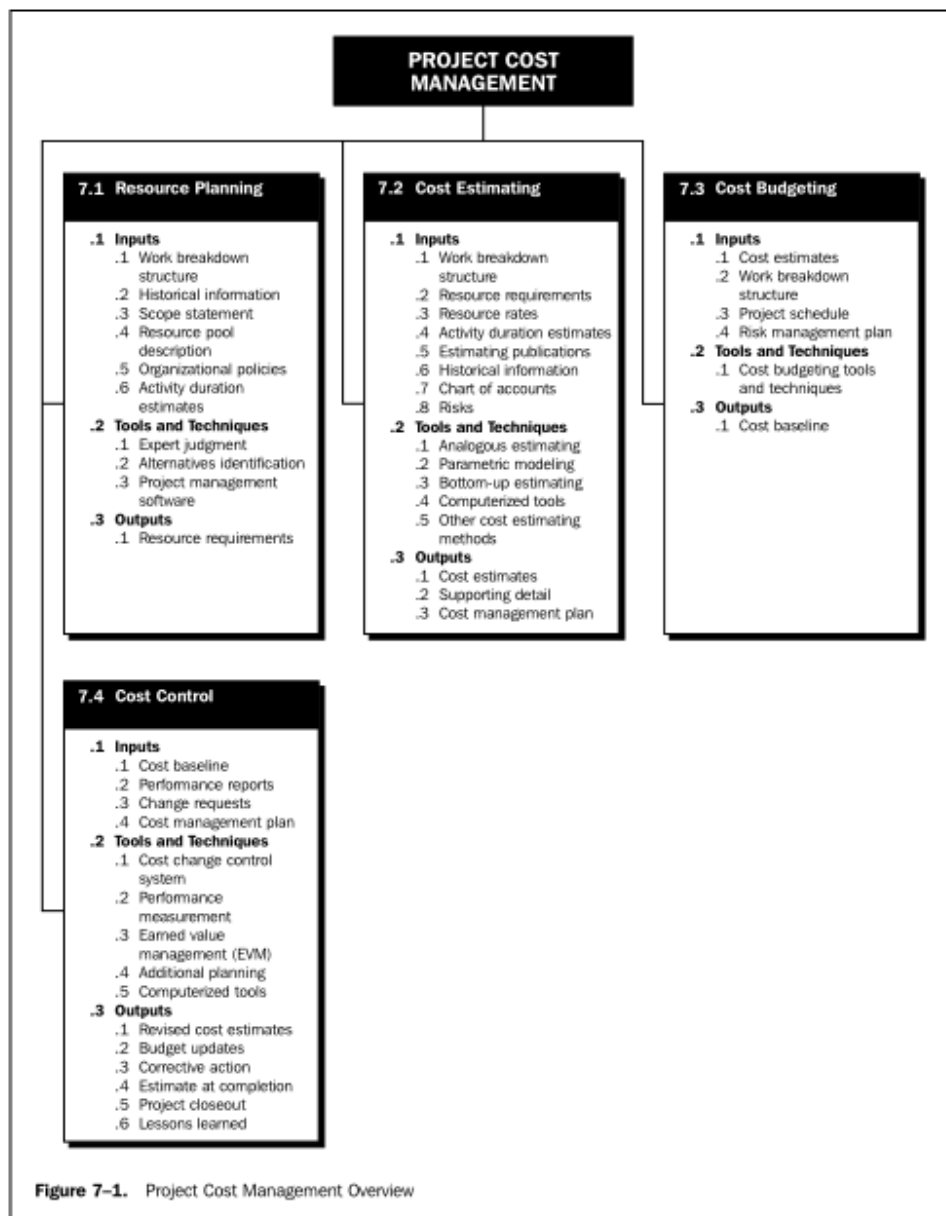 PROJECT COST
MANAGEMENT
7.1 Resource Planning
.1 Inputs
.1 Work breakdown
structure
.2 Historical information
.3 Scope statement
.4 Resource pool
description
.5 Organizational policies
.6 Activity duration
estimates
.2 Tools and Techniques
.1 Expert judgment
.2 Alternatives identification
.3 Project management
software
.3 Outputs
.1 Resource requirements
7.2 Cost Estimating
.1 Inputs
.1 Work breakdown
structure
.2 Resource requirements
.3 Resource rates
.4 Activity duration estimates
.5 Estimating publications
.6 Historical information
.7 Chart of accounts
.8 Risks
.2 Tools and Techniques
.1 Analogous estimating
.2 Parametric modeling
.3 Bottom-up estimating
.4 Computerized tools
.5 Other cost estimating
methods
.3 Outputs
.1 Cost estimates
.2 Supporting detail
.3 Cost management plan
7.3 Cost Budgeting
.1 Inputs
.1 Cost estimates
.2 Work breakdown
structure
.3 Project schedule
.4 Risk management plan
.2 Tools and Techniques
.1 Cost budgeting tools
and techniques
.3 Outputs
.1 Cost baseline
7.4 Cost Control
.1 Inputs
.1 Cost baseline
.2 Performance reports
.3 Change requests
.4 Cost management plan
.2 Tools and Techniques
.1 Cost change control
system
.2 Performance
measurement
.3 Earned value
management (EVM)
.4 Additional planning
.5 Computerized tools
.3 Outputs
.1 Revised cost estimates
.2 Budget updates
.3 Corrective action
.4 Estimate at completion
.5 Project closeout
.6 Lessons learned
Figure 7–1. Project Cost Management Overview